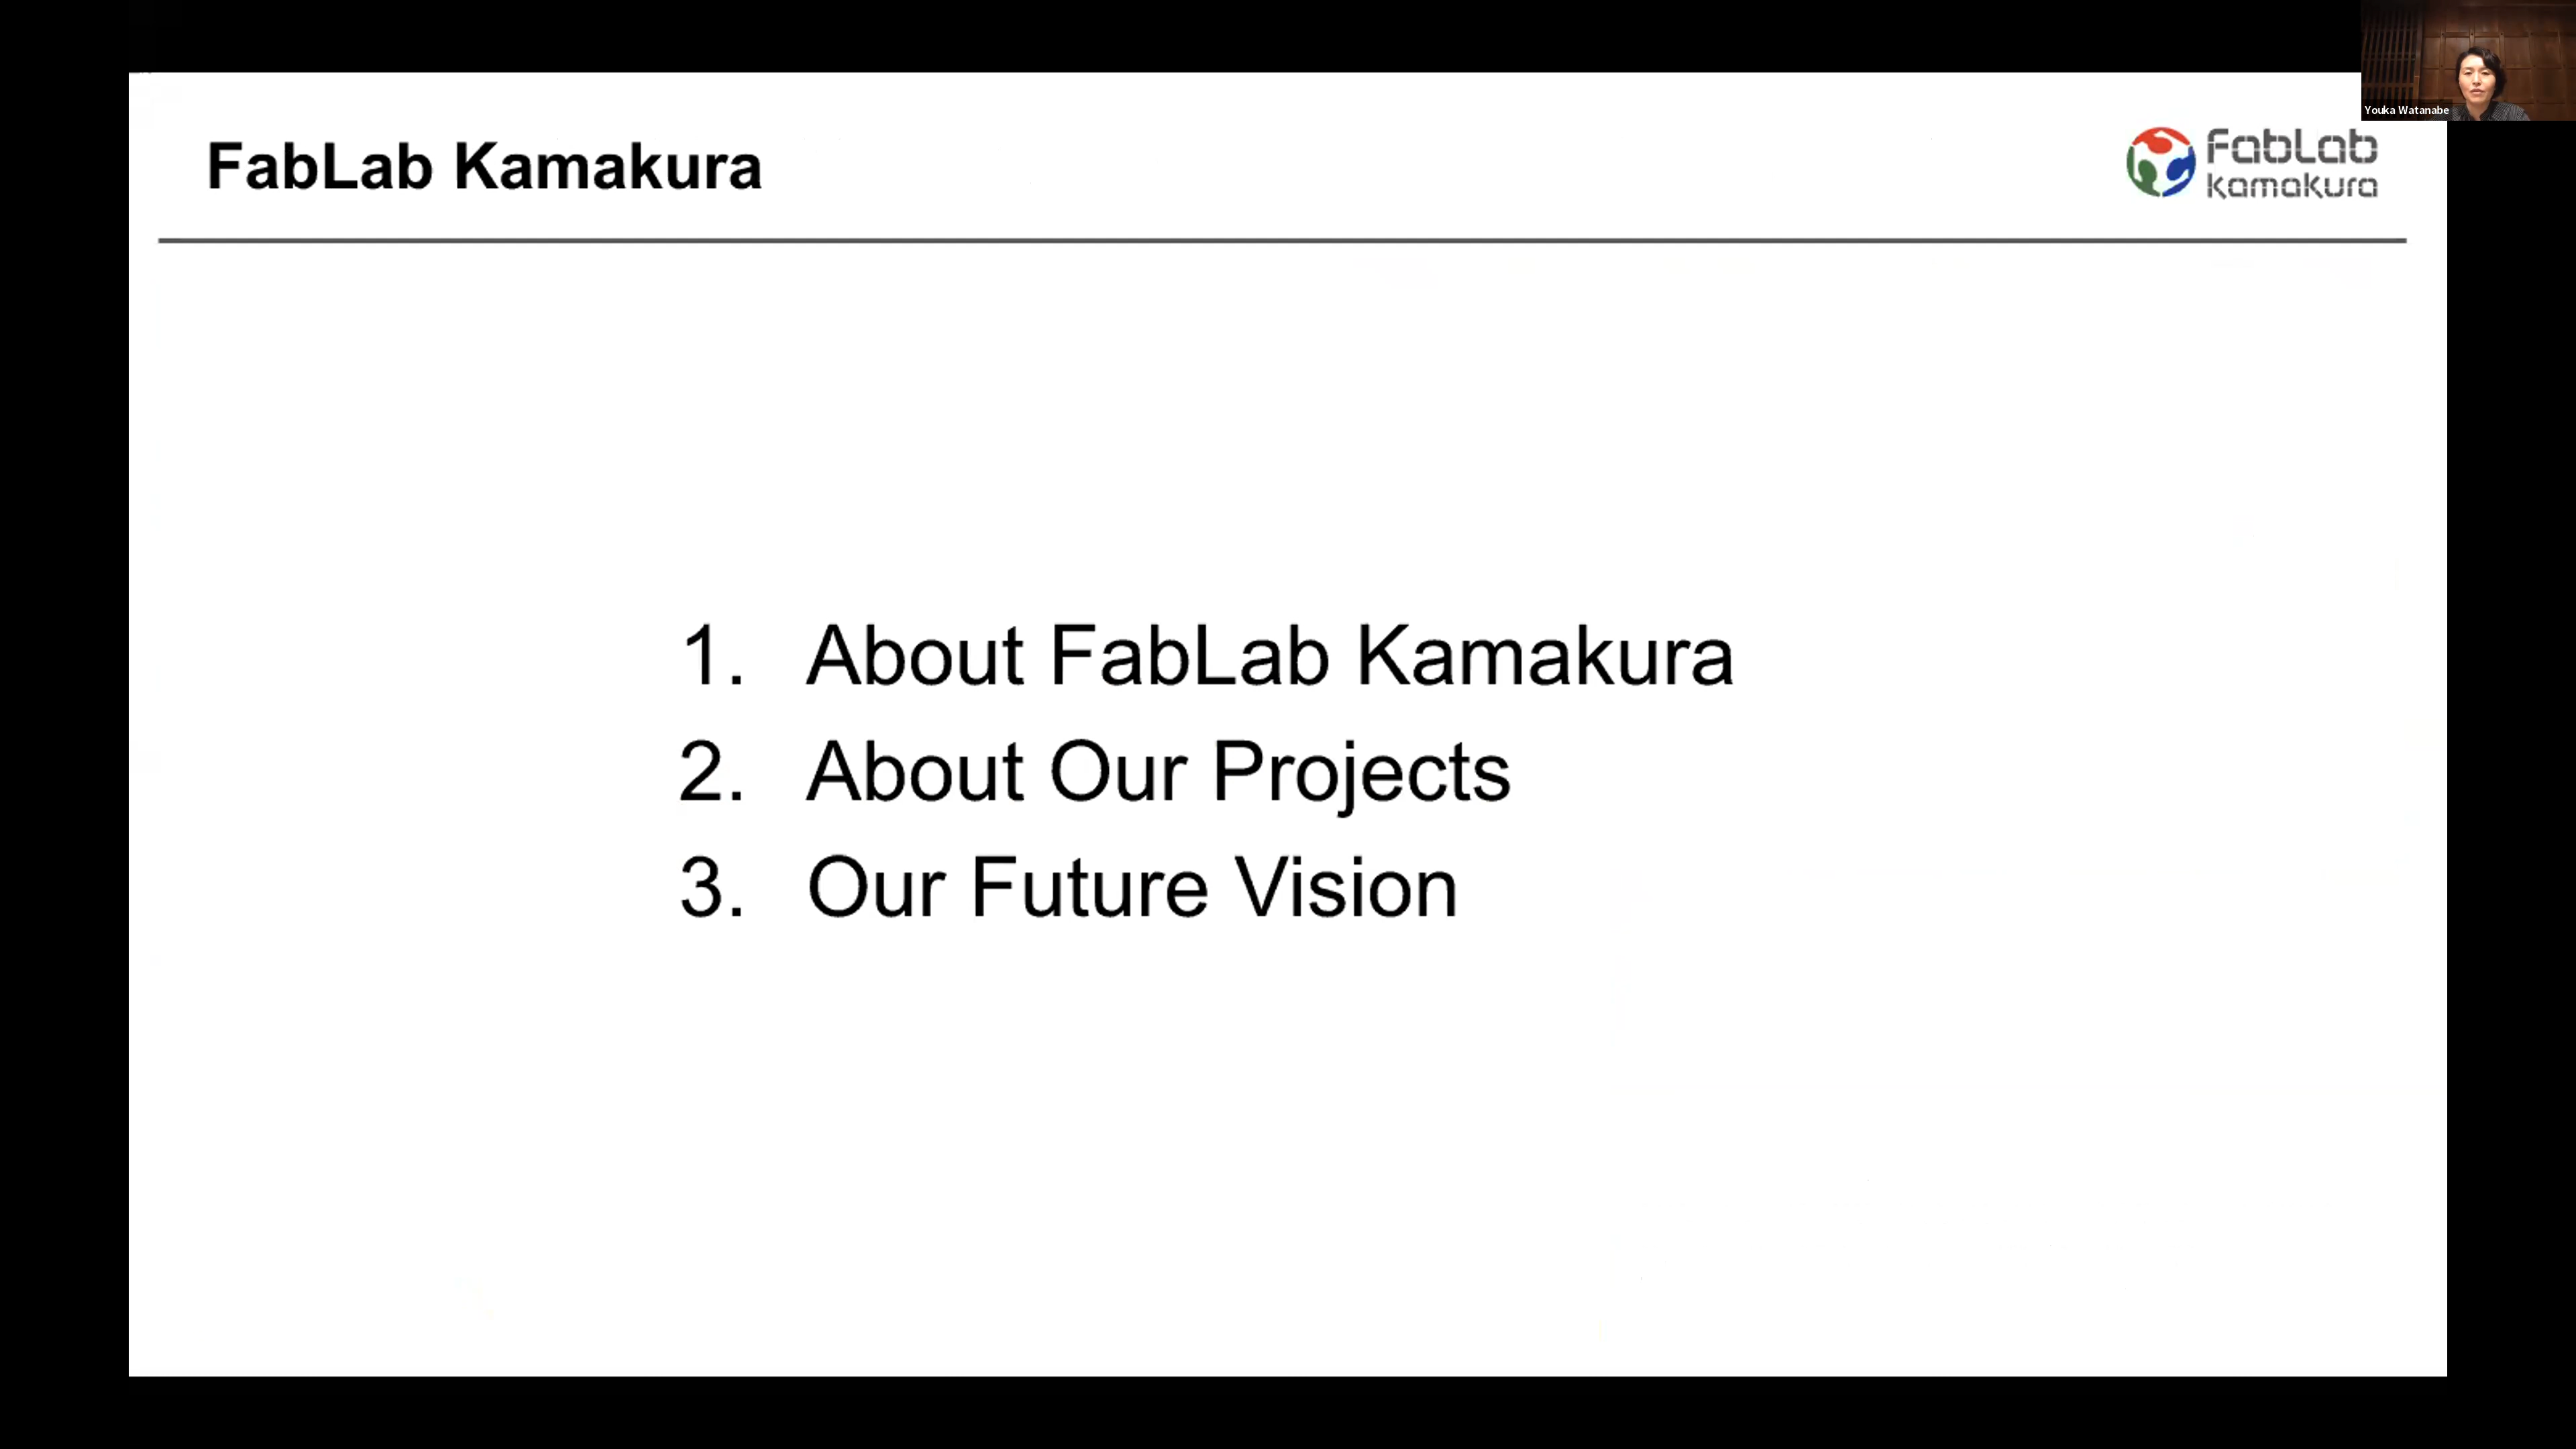 Youka Watanabe
FabLab Kamakura
FabLab
kamakura
1. About FabLab Kamakura
2. About Our Projects
3. Our Future Vision